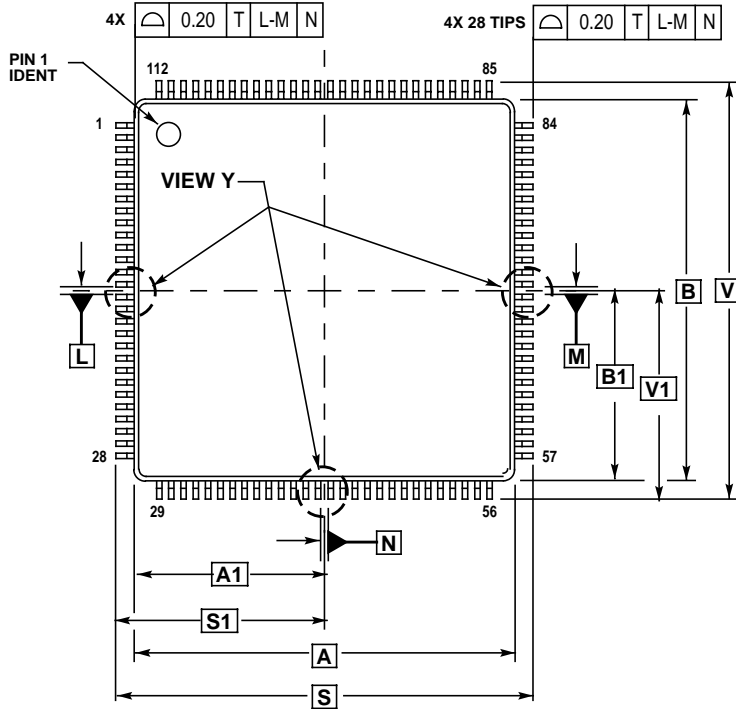 4X 0.20 T L-M N
4X 28 TIPS 0.20 T L-M N
PIN 1
IDENT
112
85
1
84
VIEW Y
B
V
L
M
B1
V1
28
57
29
56
N
A1
S1
A
S